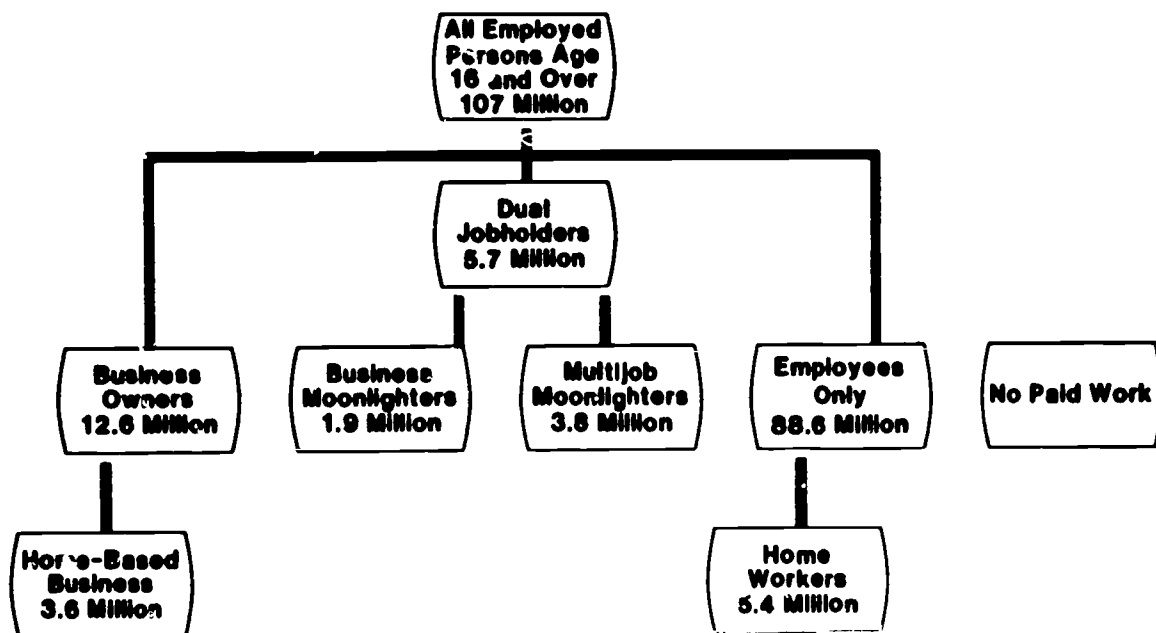 All Employed
Persons Age
16 and Over
107 Million
Dual
Jobholders
5.7 Million
Business
Owners
12.6 Million
Business
Moonlighters
1.9 Million
Multijob
Moonlighters
3.8 Million
Employees
Only
88.6 Million
No Paid Work
Home-Based
Business
3.6 Million
Home
Workers
5.4 Million